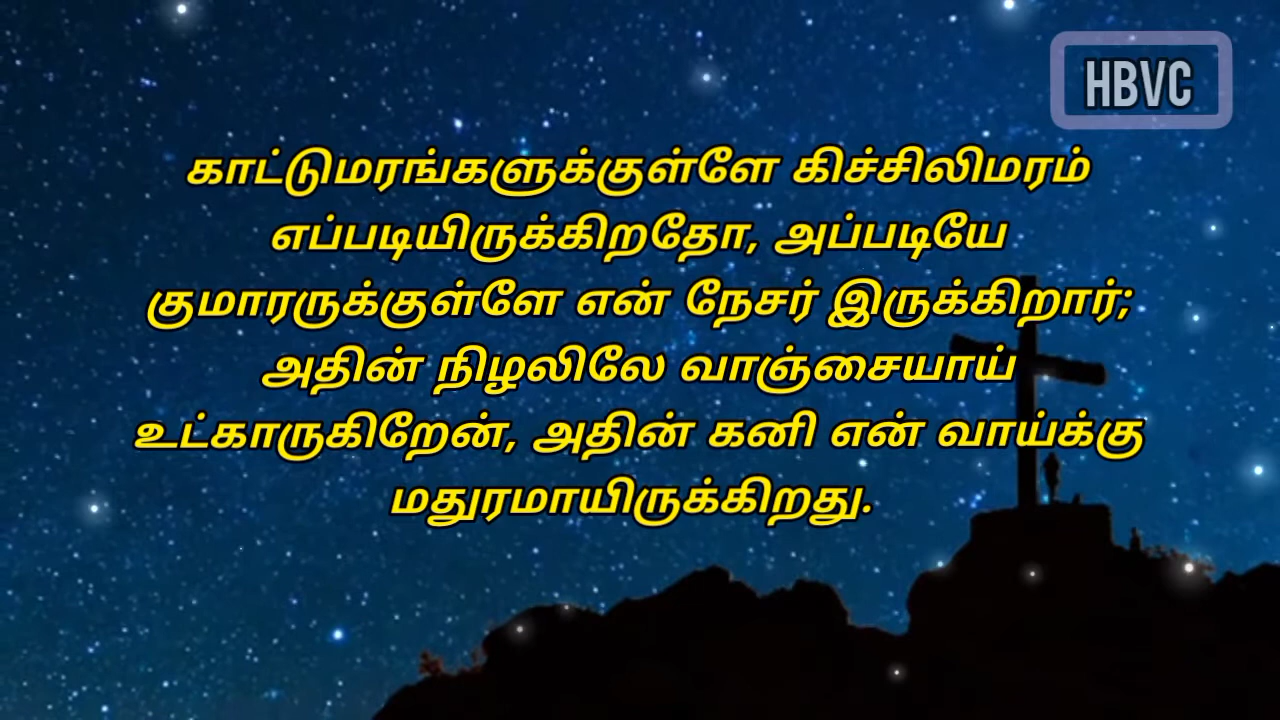 HBVC
காட்டுமரங்களுக்குள்ளே கிச்சிலிமரம்
எப்படியிருக்கிறதோ, அப்படியே
குமாரருக்குள்ளே என் நேசர் இருக்கிறார்;
அதின் நிழலிலே வாஞ்சையாய்
உட்காருகிறேன், அதின் கனி என் வாய்க்கு
மதுரமாயிருக்கிறது.